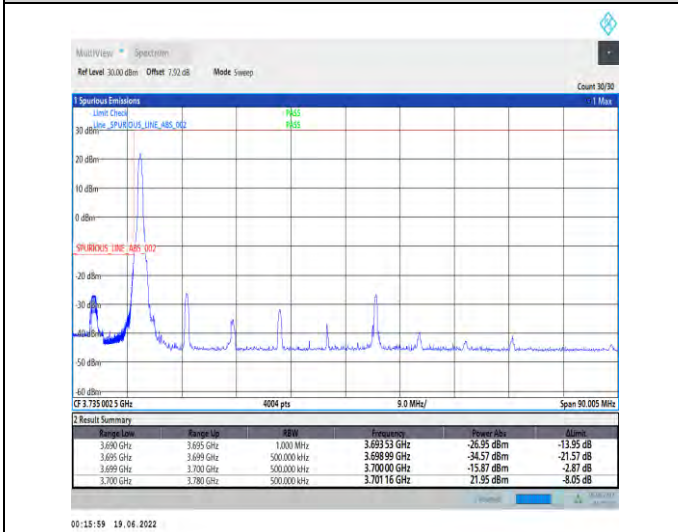 MultiView Spectrum
Ref Level 30.00 dBm Offset 7.92 dB Mode Sweep
Count 30/30
1 Spurious Emissions 1 Max
Limit Check PASS
Line _SPURIOUS_LINE_ABS_002 PASS
30 dBm
20 dBm
10 dBm
0 dBm
_SPURIOUS_LINE_ABS_002
-20 dBm
-30 dBm
-40 dBm
-50 dBm
-60 dBm
CF 3.735 002 5 GHz 4004 pts 9.0 MHz/ Span 90.005 MHz
2 Result Summary
Range Low Range Up RBW Frequency Power Abs ΔLimit
3.690 GHz 3.695 GHz 1.000 MHz 3.693 53 GHz -26.95 dBm -13.95 dB
3.695 GHz 3.699 GHz 500.000 kHz 3.698 99 GHz -34.57 dBm -21.57 dB
3.699 GHz 3.700 GHz 500.000 kHz 3.700 00 GHz -15.87 dBm -2.87 dB
3.700 GHz 3.780 GHz 500.000 kHz 3.701 16 GHz 21.95 dBm -8.05 dB
00:15:59 19.06.2022